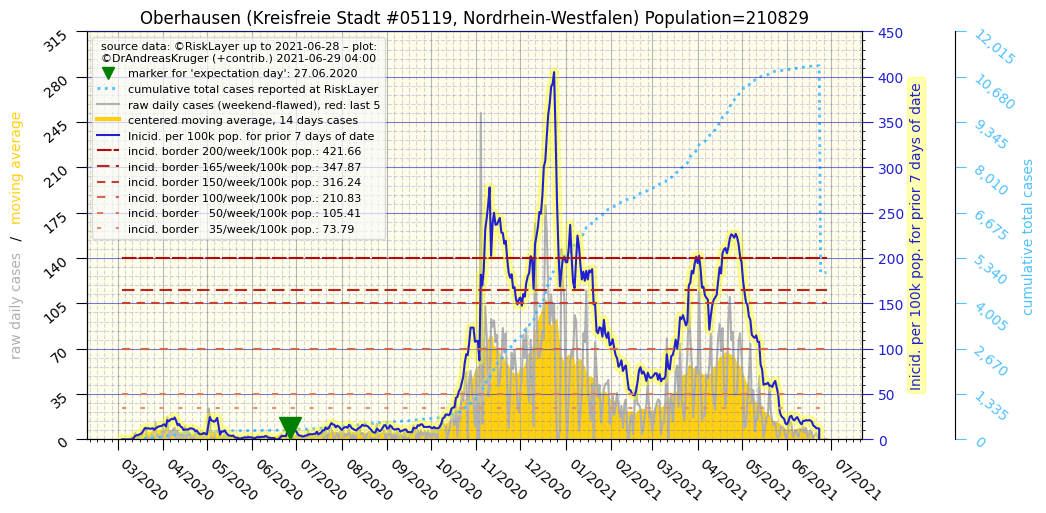 Oberhausen (Kreisfreie Stadt #05119, Nordrhein-Westfalen) Population=210829
source data: ©RiskLayer up to 2021-06-28 – plot:
©DrAndreasKruger (+contrib.) 2021-06-29 04:00
marker for 'expectation day': 27.06.2020
cumulative total cases reported at RiskLayer
raw daily cases (weekend-flawed), red: last 5
centered moving average, 14 days cases
Inicid. per 100k pop. for prior 7 days of date
incid. border 200/week/100k pop.: 421.66
incid. border 165/week/100k pop.: 347.87
incid. border 150/week/100k pop.: 316.24
incid. border 100/week/100k pop.: 210.83
incid. border   50/week/100k pop.: 105.41
incid. border   35/week/100k pop.: 73.79
raw daily cases  /  moving average
315
280
245
210
175
140
105
70
35
0
03/2020
04/2020
05/2020
06/2020
07/2020
08/2020
09/2020
10/2020
11/2020
12/2020
01/2021
02/2021
03/2021
04/2021
05/2021
06/2021
07/2021
450
400
350
300
250
200
150
100
50
0
Inicid. per 100k pop. for prior 7 days of date
12,015
10,680
9,345
8,010
6,675
5,340
4,005
2,670
1,335
0
cumulative total cases